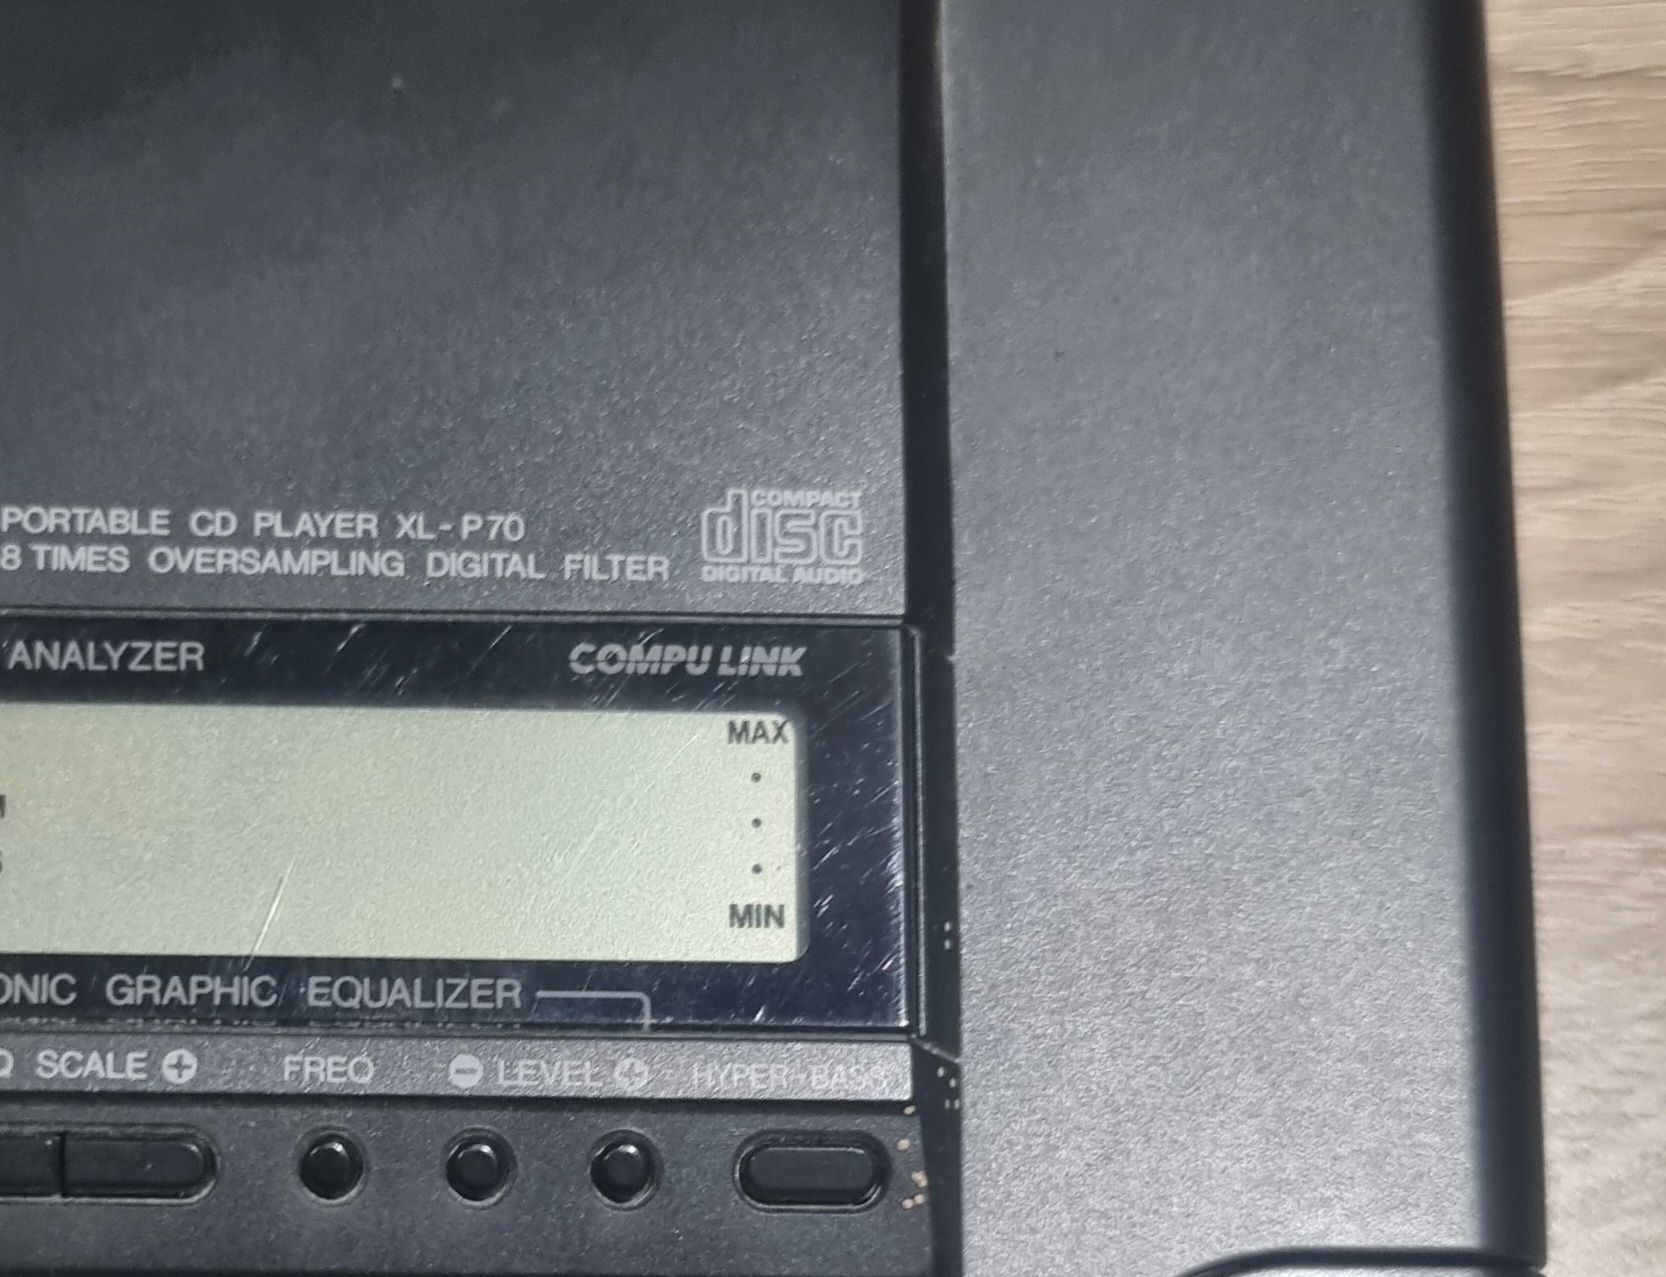 PORTABLE CD PLAYER XL-P70
8 TIMES OVERSAMPLING DIGITAL FILTER
COMPACT
disc
DIGITAL AUDIO
ANALYZER
COMPU LINK
MAX
MIN
GRAPHIC EQUALIZER
SCALE + FREQ - LEVEL + HYPER-BASS